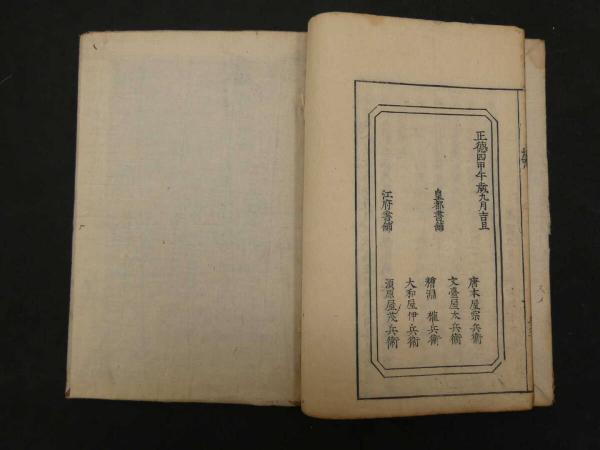 正徳四甲午歳九月吉旦
皇都書舗
唐本屋宗兵衛
文臺屋太兵衛
権兵衛
大和屋伊兵衛
江府書舗
須原屋茂兵衛